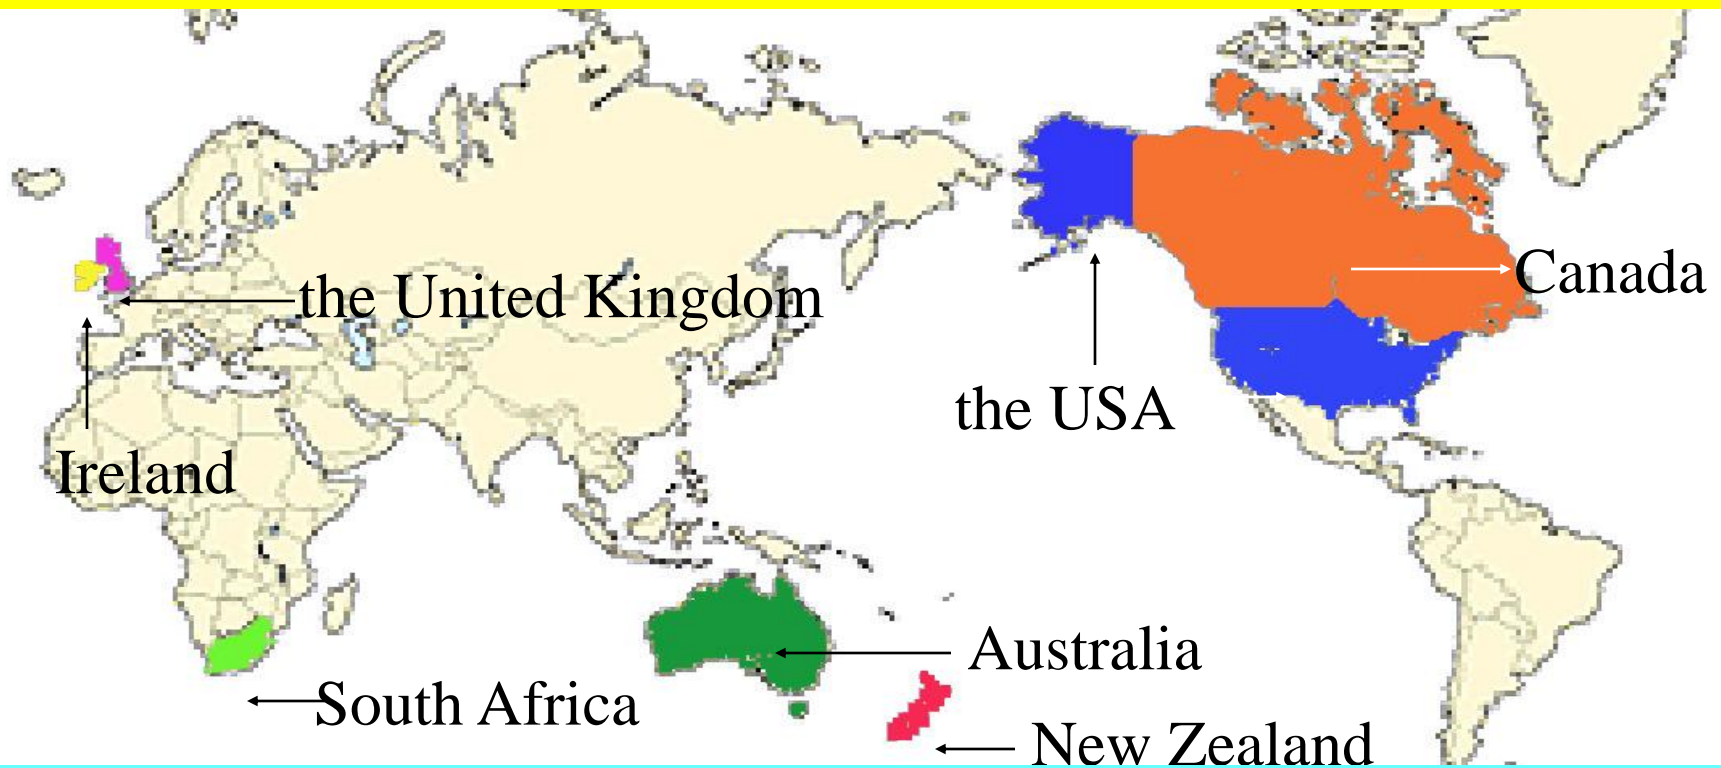 Canada
the United Kingdom
the USA
Ireland
Australia
South Africa
New Zealand